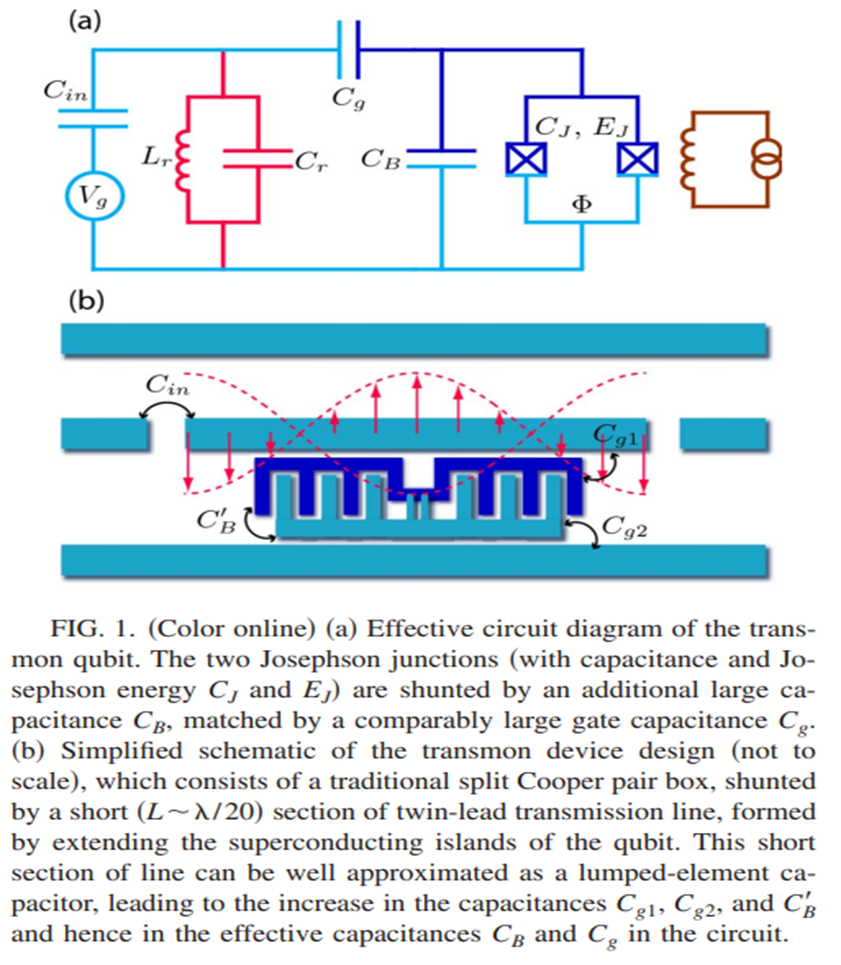 (a)
C_in
C_g
L_r
C_r
C_B
C_J, E_J
V_g
Φ
(b)
C_in
C_g1
C′_B
C_g2
FIG. 1. (Color online) (a) Effective circuit diagram of the trans-
mon qubit. The two Josephson junctions (with capacitance and Jo-
sephson energy C_J and E_J) are shunted by an additional large ca-
pacitance C_B, matched by a comparably large gate capacitance C_g.
(b) Simplified schematic of the transmon device design (not to
scale), which consists of a traditional split Cooper pair box, shunted
by a short (L~λ/20) section of twin-lead transmission line, formed
by extending the superconducting islands of the qubit. This short
section of line can be well approximated as a lumped-element ca-
pacitor, leading to the increase in the capacitances C_g1, C_g2, and C′_B
and hence in the effective capacitances C_B and C_g in the circuit.